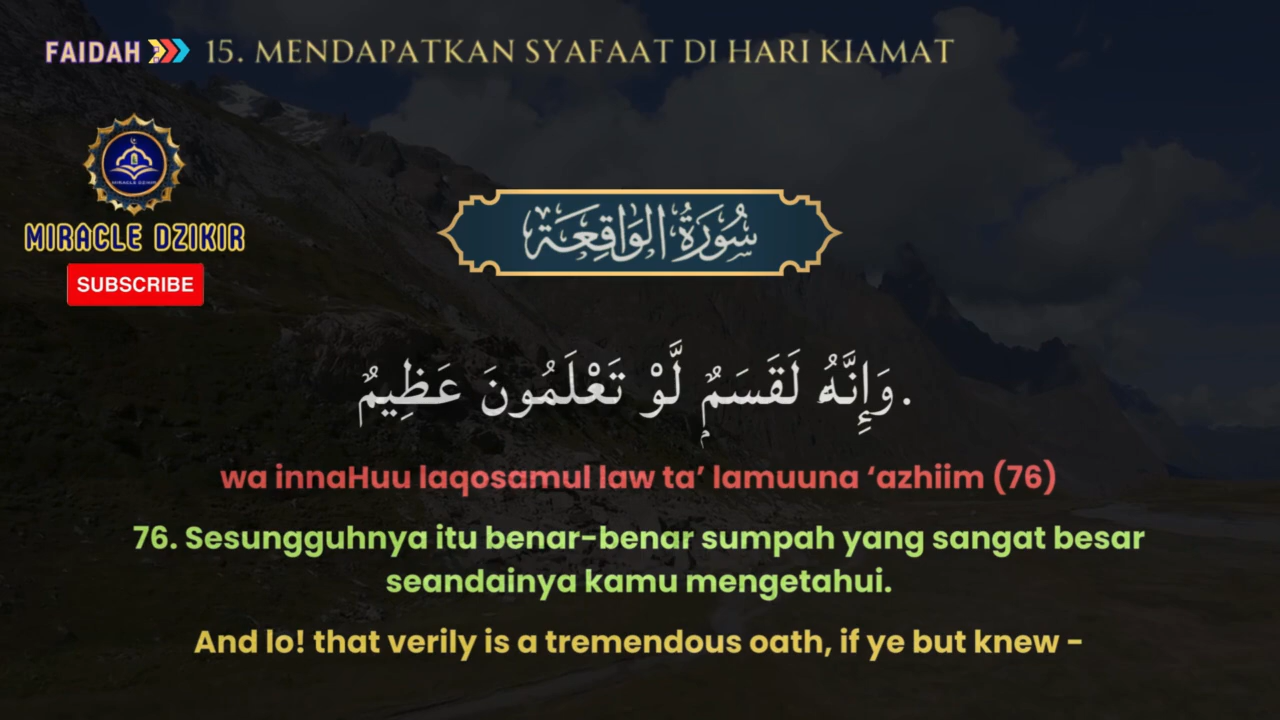 FAIDAH 15. MENDAPATKAN SYAFAAT DI HARI KIAMAT
MIRACLE DZIKIR
MIRACLE DZIKIR
SUBSCRIBE
سُورَةُ الوَاقِعَة
وَإِنَّهُۥ لَقَسَمٌ لَّوْ تَعْلَمُونَ عَظِيمٌ.
wa innaHuu laqosamul law ta’ lamuuna ‘azhiim (76)
76. Sesungguhnya itu benar-benar sumpah yang sangat besar
seandainya kamu mengetahui.
And lo! that verily is a tremendous oath, if ye but knew -